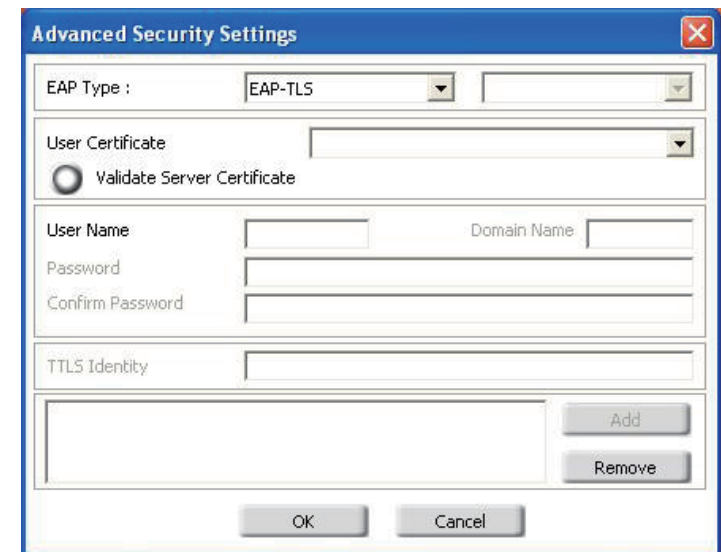 Advanced Security Settings
EAP Type :
EAP-TLS
User Certificate
Validate Server Certificate
User Name
Domain Name
Password
Confirm Password
TTLS Identity
Add
Remove
OK
Cancel